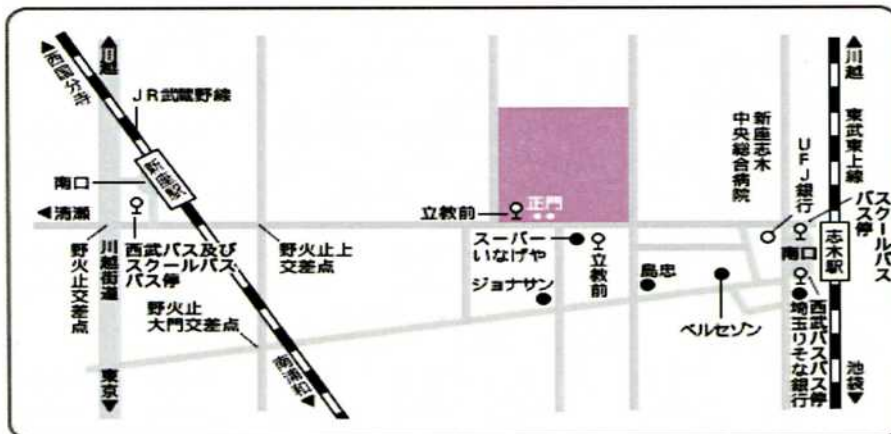 川越
西国分寺
JR武蔵野線
新座駅
南口
清瀬
野火止交差点
川越街道
西武バス及び
スクールバス
バス停
野火止上
交差点
野火止
大門交差点
東京
南浦和
立教前
正門
スーパー
いなげや
立教前
ジョナサン
島忠
ベルセゾン
新座志木
中央総合病院
UFJ銀行
スクールバス
バス停
南口
志木駅
川越
東武東上線
西武バスバス停
埼玉りそな銀行
池袋